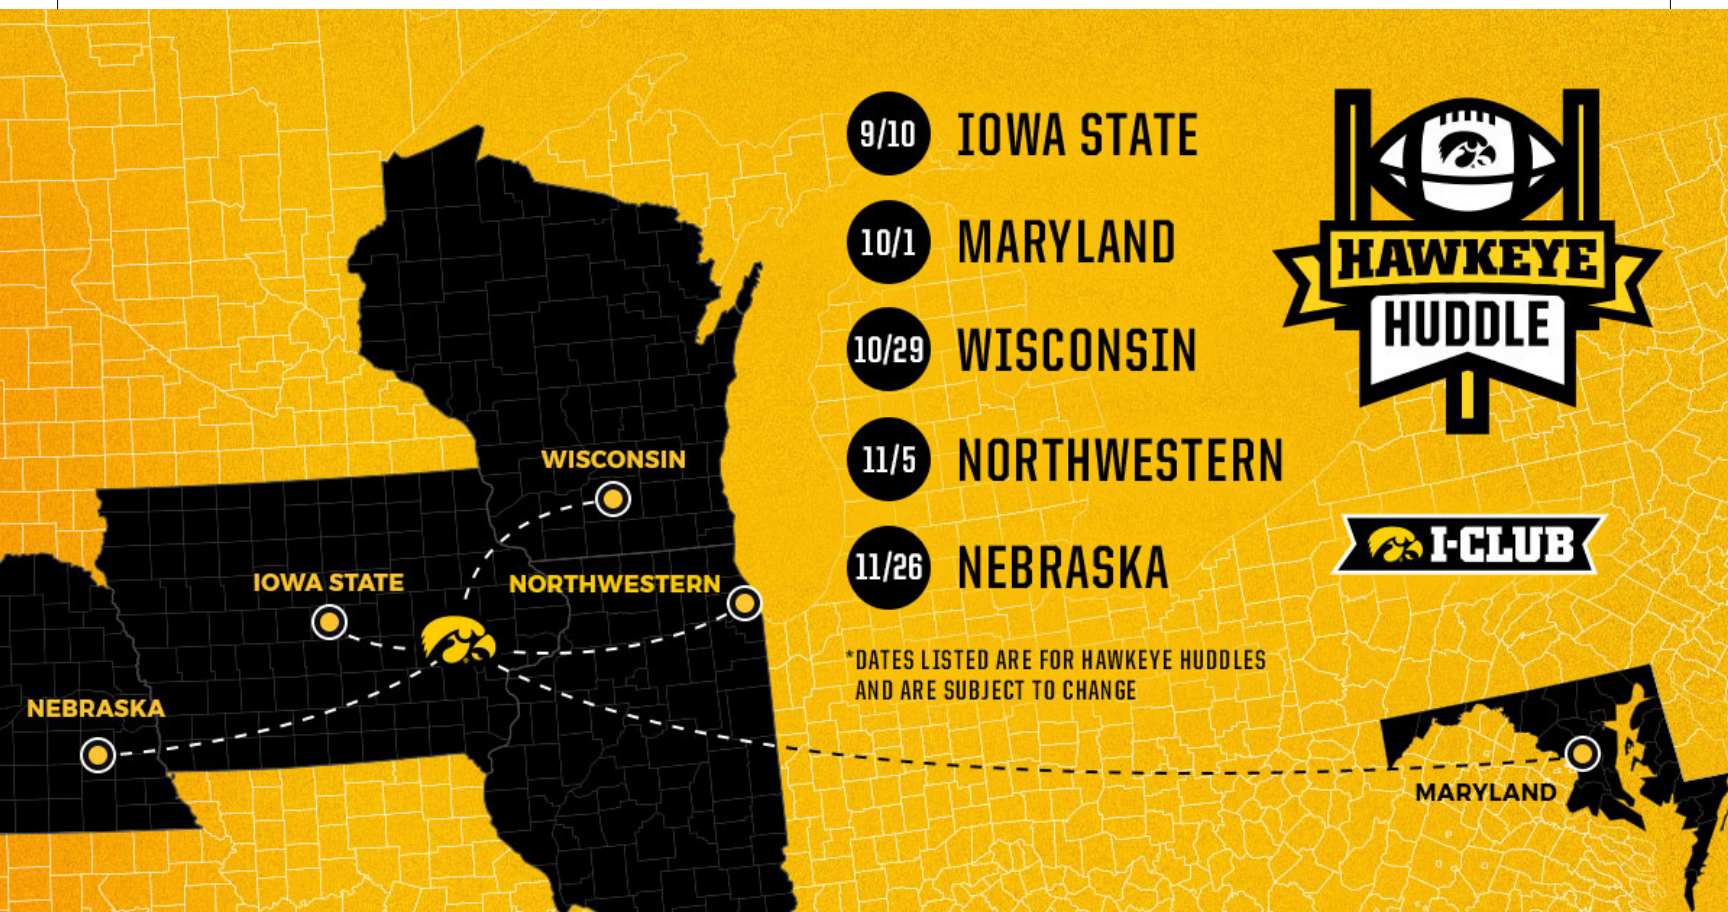 9/10 IOWA STATE
10/1 MARYLAND
10/29 WISCONSIN
11/5 NORTHWESTERN
11/26 NEBRASKA
*DATES LISTED ARE FOR HAWKEYE HUDDLES
AND ARE SUBJECT TO CHANGE
HAWKEYE
HUDDLE
I-CLUB
WISCONSIN
IOWA STATE
NORTHWESTERN
NEBRASKA
MARYLAND